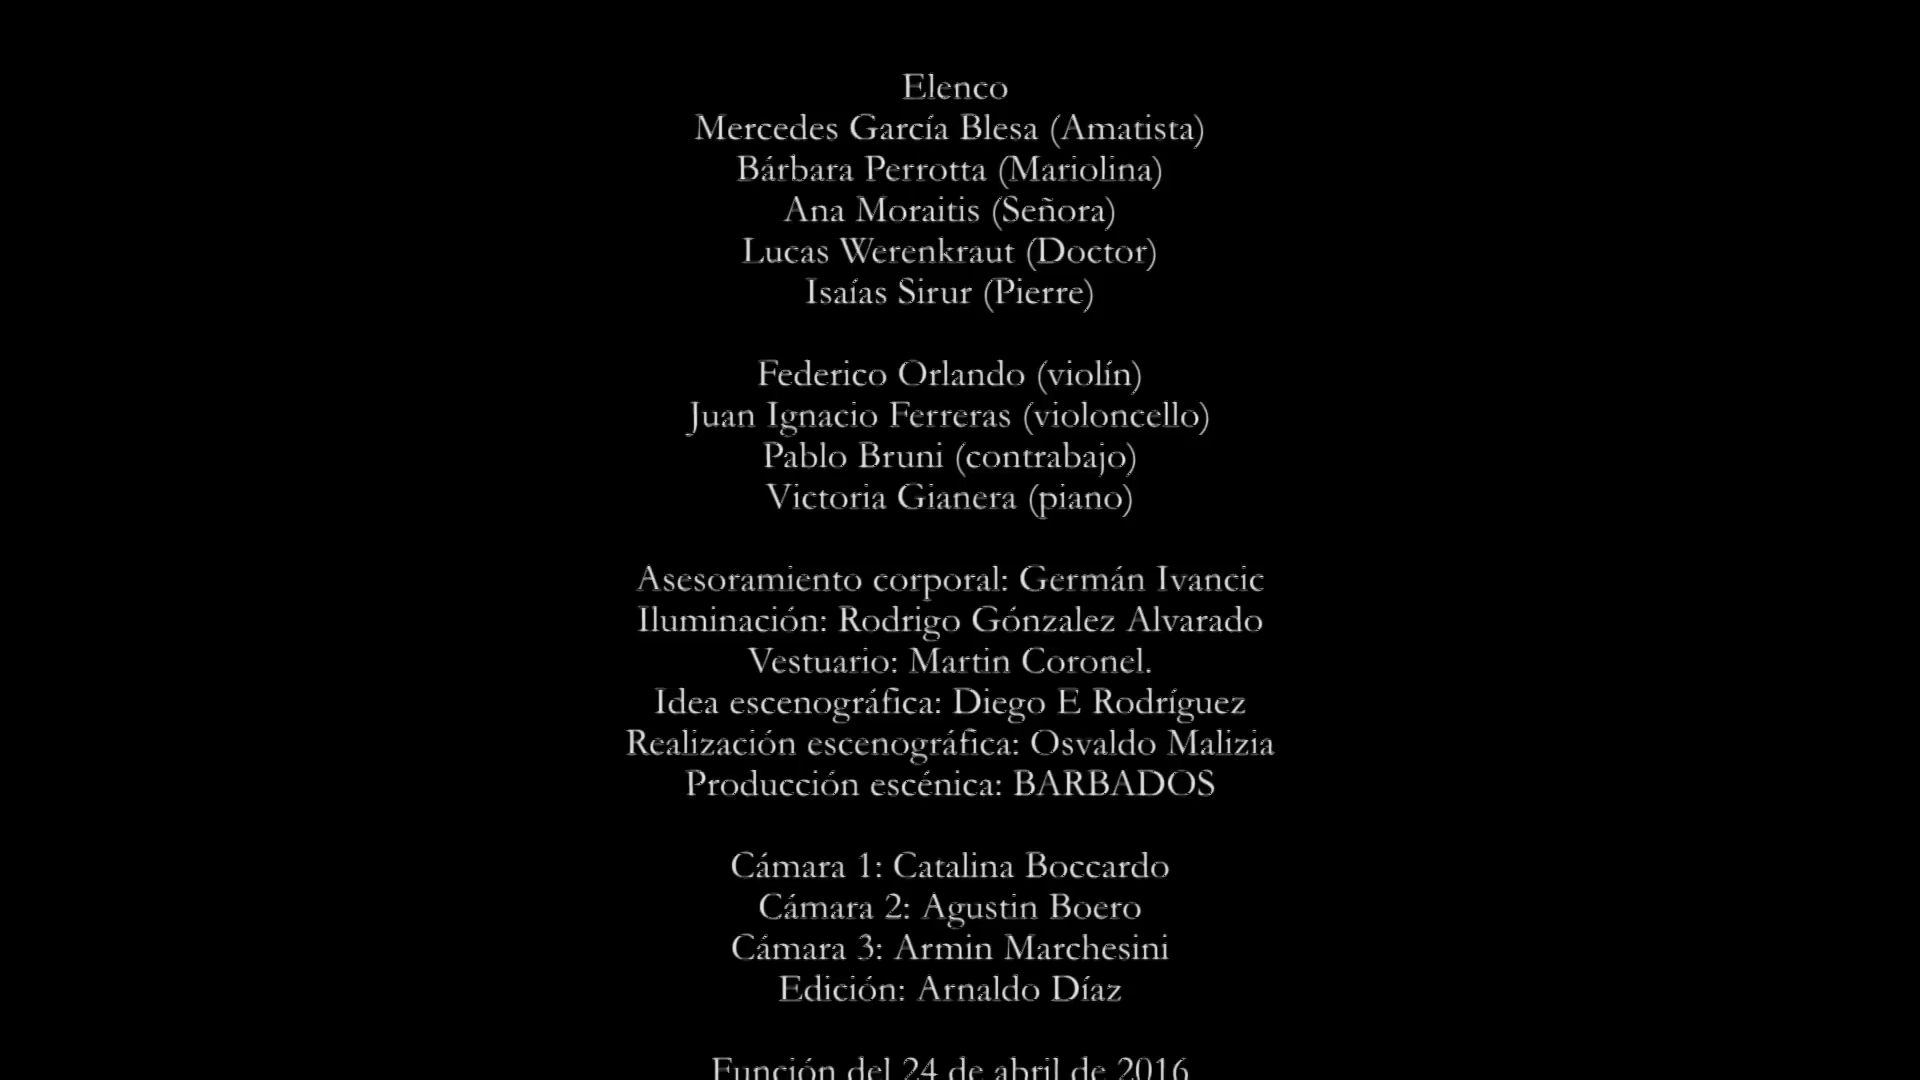 Elenco
Mercedes García Blesa (Amatista)
Bárbara Perrotta (Mariolina)
Ana Moraitis (Señora)
Lucas Werenkraut (Doctor)
Isaías Sirur (Pierre)
Federico Orlando (violín)
Juan Ignacio Ferreras (violoncello)
Pablo Bruni (contrabajo)
Victoria Gianera (piano)
Asesoramiento corporal: Germán Ivancic
Iluminación: Rodrigo Gónzalez Alvarado
Vestuario: Martin Coronel.
Idea escenográfica: Diego E Rodríguez
Realización escenográfica: Osvaldo Malizia
Producción escénica: BARBADOS
Cámara 1: Catalina Boccardo
Cámara 2: Agustin Boero
Cámara 3: Armin Marchesini
Edición: Arnaldo Díaz
Función del 24 de abril de 2016